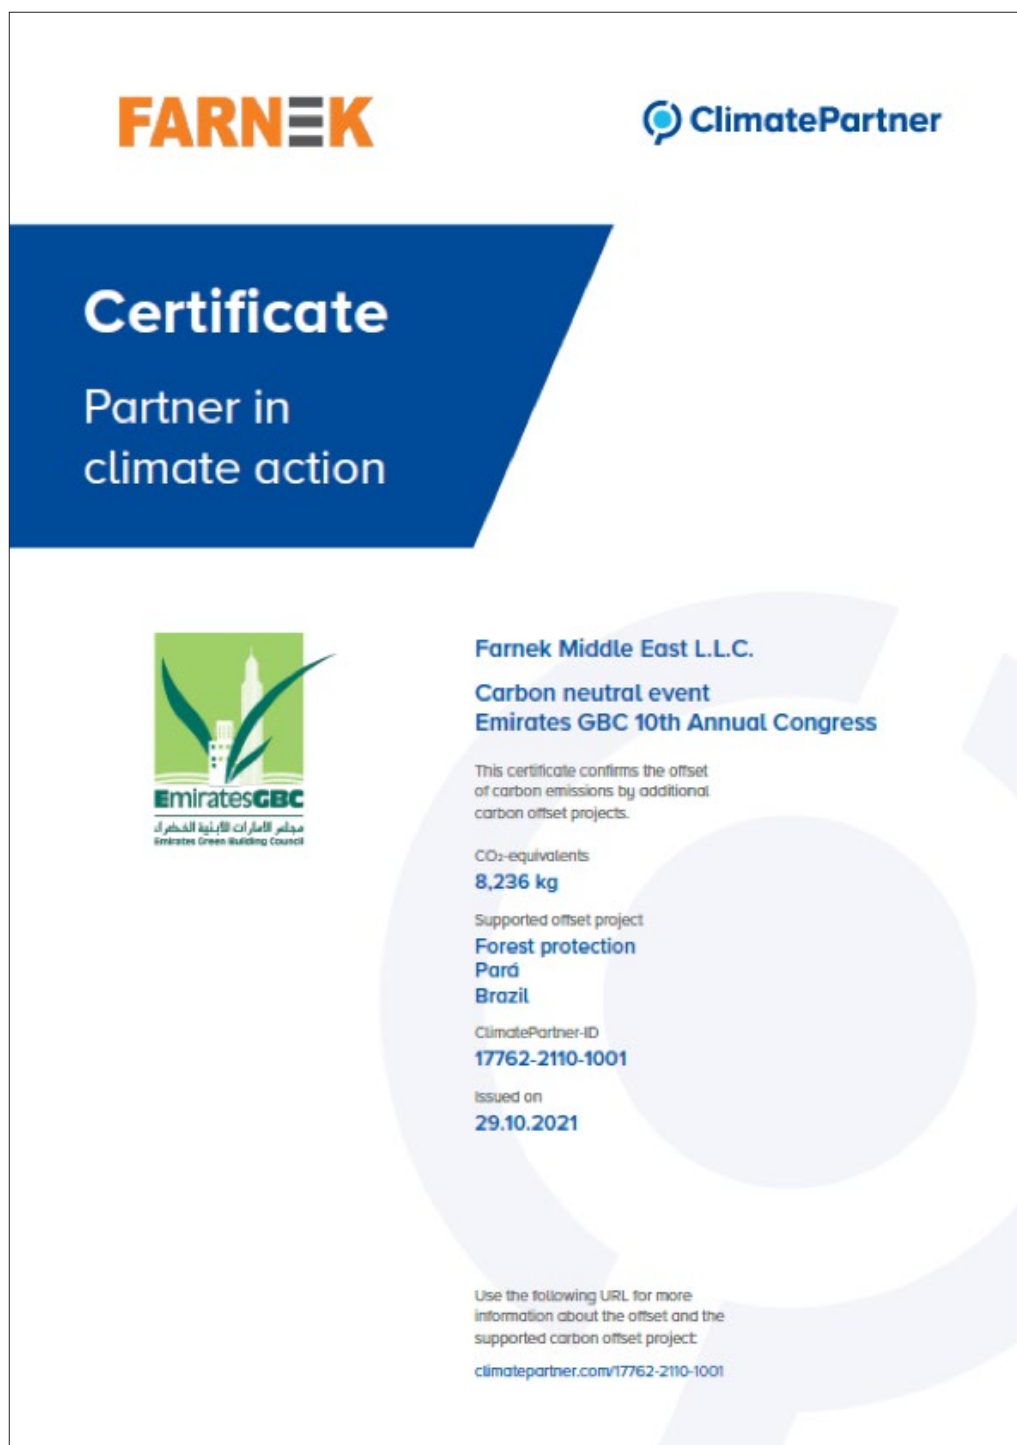 FARNEK
ClimatePartner
Certificate
Partner in
climate action
EmiratesGBC
مجلس الامارات للأبنية الخضراء
Emirates Green Building Council
Farnek Middle East L.L.C.
Carbon neutral event
Emirates GBC 10th Annual Congress
This certificate confirms the offset
of carbon emissions by additional
carbon offset projects.
CO₂-equivalents
8,236 kg
Supported offset project
Forest protection
Pará
Brazil
ClimatePartner-ID
17762-2110-1001
Issued on
29.10.2021
Use the following URL for more
information about the offset and the
supported carbon offset project:
climatepartner.com/17762-2110-1001